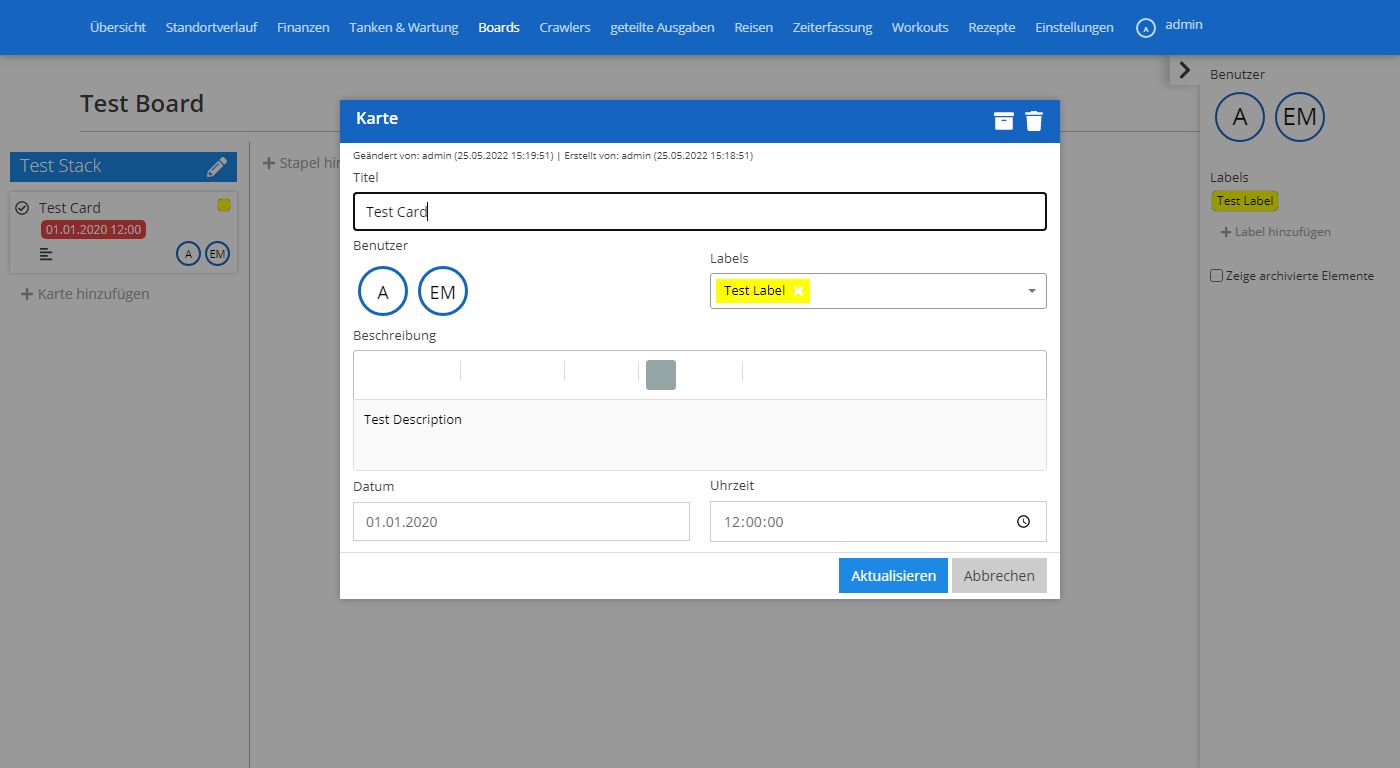 Übersicht Standortverlauf Finanzen Tanken & Wartung Boards Crawlers geteilte Ausgaben Reisen Zeiterfassung Workouts Rezepte Einstellungen A admin
Test Board
Test Stack
Test Card
01.01.2020 12:00
A EM
+ Karte hinzufügen
+ Stapel hin
Karte
Geändert von: admin (25.05.2022 15:19:51) | Erstellt von: admin (25.05.2022 15:18:51)
Titel
Test Card
Benutzer
A EM
Labels
Test Label ×
Beschreibung
Test Description
Datum
01.01.2020
Uhrzeit
12:00:00
Aktualisieren Abbrechen
Benutzer
A EM
Labels
Test Label
+ Label hinzufügen
Zeige archivierte Elemente